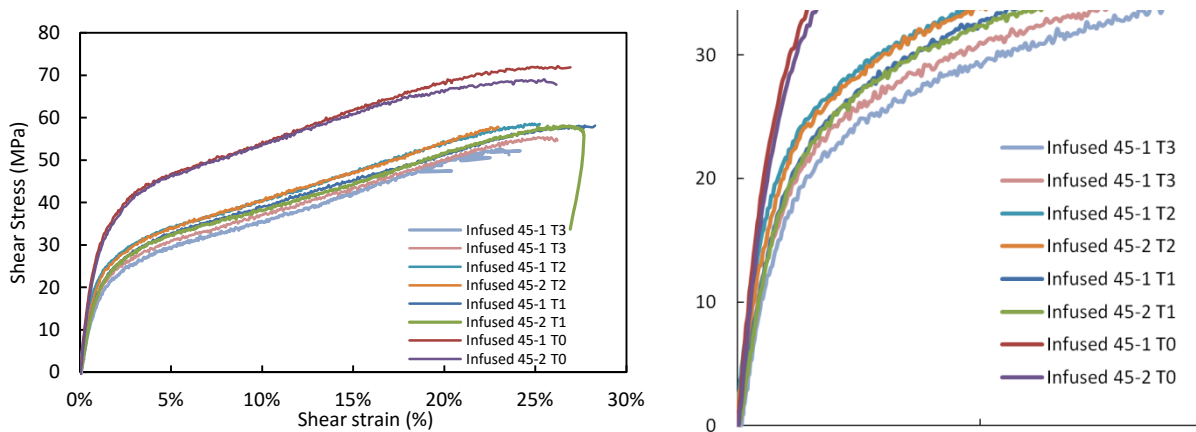 80
70
60
50
40
30
20
10
0
Shear Stress (MPa)
0%
5%
10%
15%
20%
25%
30%
Shear strain (%)
Infused 45-1 T3
Infused 45-1 T3
Infused 45-1 T2
Infused 45-2 T2
Infused 45-1 T1
Infused 45-2 T1
Infused 45-1 T0
Infused 45-2 T0
30
20
10
0
Infused 45-1 T3
Infused 45-1 T3
Infused 45-1 T2
Infused 45-2 T2
Infused 45-1 T1
Infused 45-2 T1
Infused 45-1 T0
Infused 45-2 T0